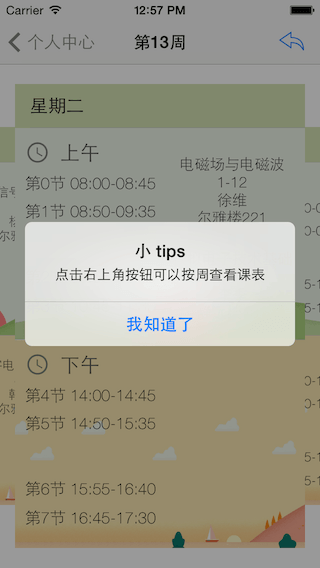 Carrier 12:57 PM
个人中心 第13周
星期二
上午
第0节 08:00-08:45
第1节 08:50-09:35
电磁场与电磁波
1-12
徐维
尔雅楼221
小 tips
点击右上角按钮可以按周查看课表
我知道了
下午
第4节 14:00-14:45
第5节 14:50-15:35
第6节 15:55-16:40
第7节 16:45-17:30